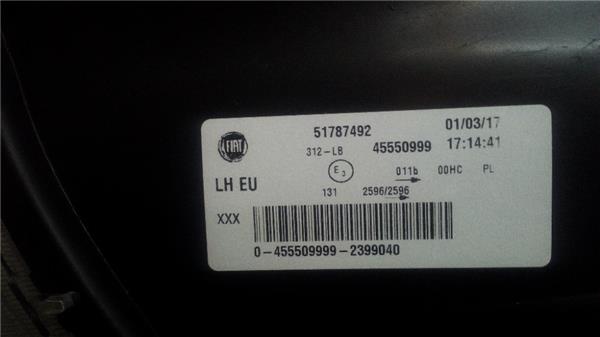 51787492 01/03/17
FIAT 312-LB 45550999 17:14:41
E3 011b 00HC PL
LH EU 131 2596/2596
XXX
0-455509999-2399040